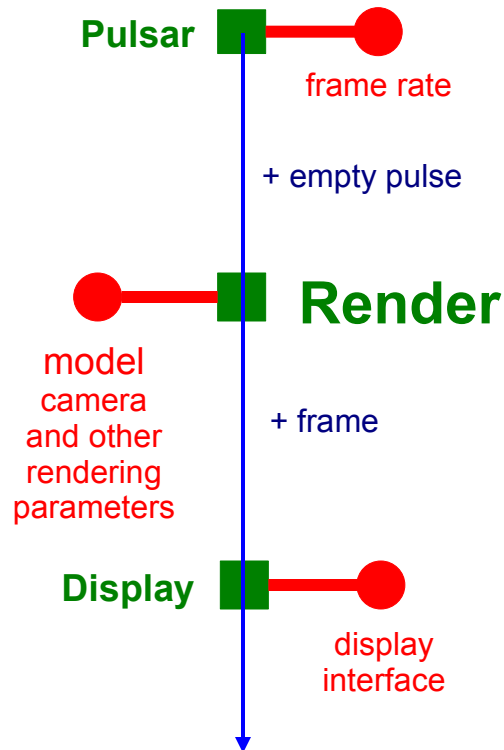 Pulsar
frame rate
+ empty pulse
Render
model
camera
and other
rendering
parameters
+ frame
Display
display
interface